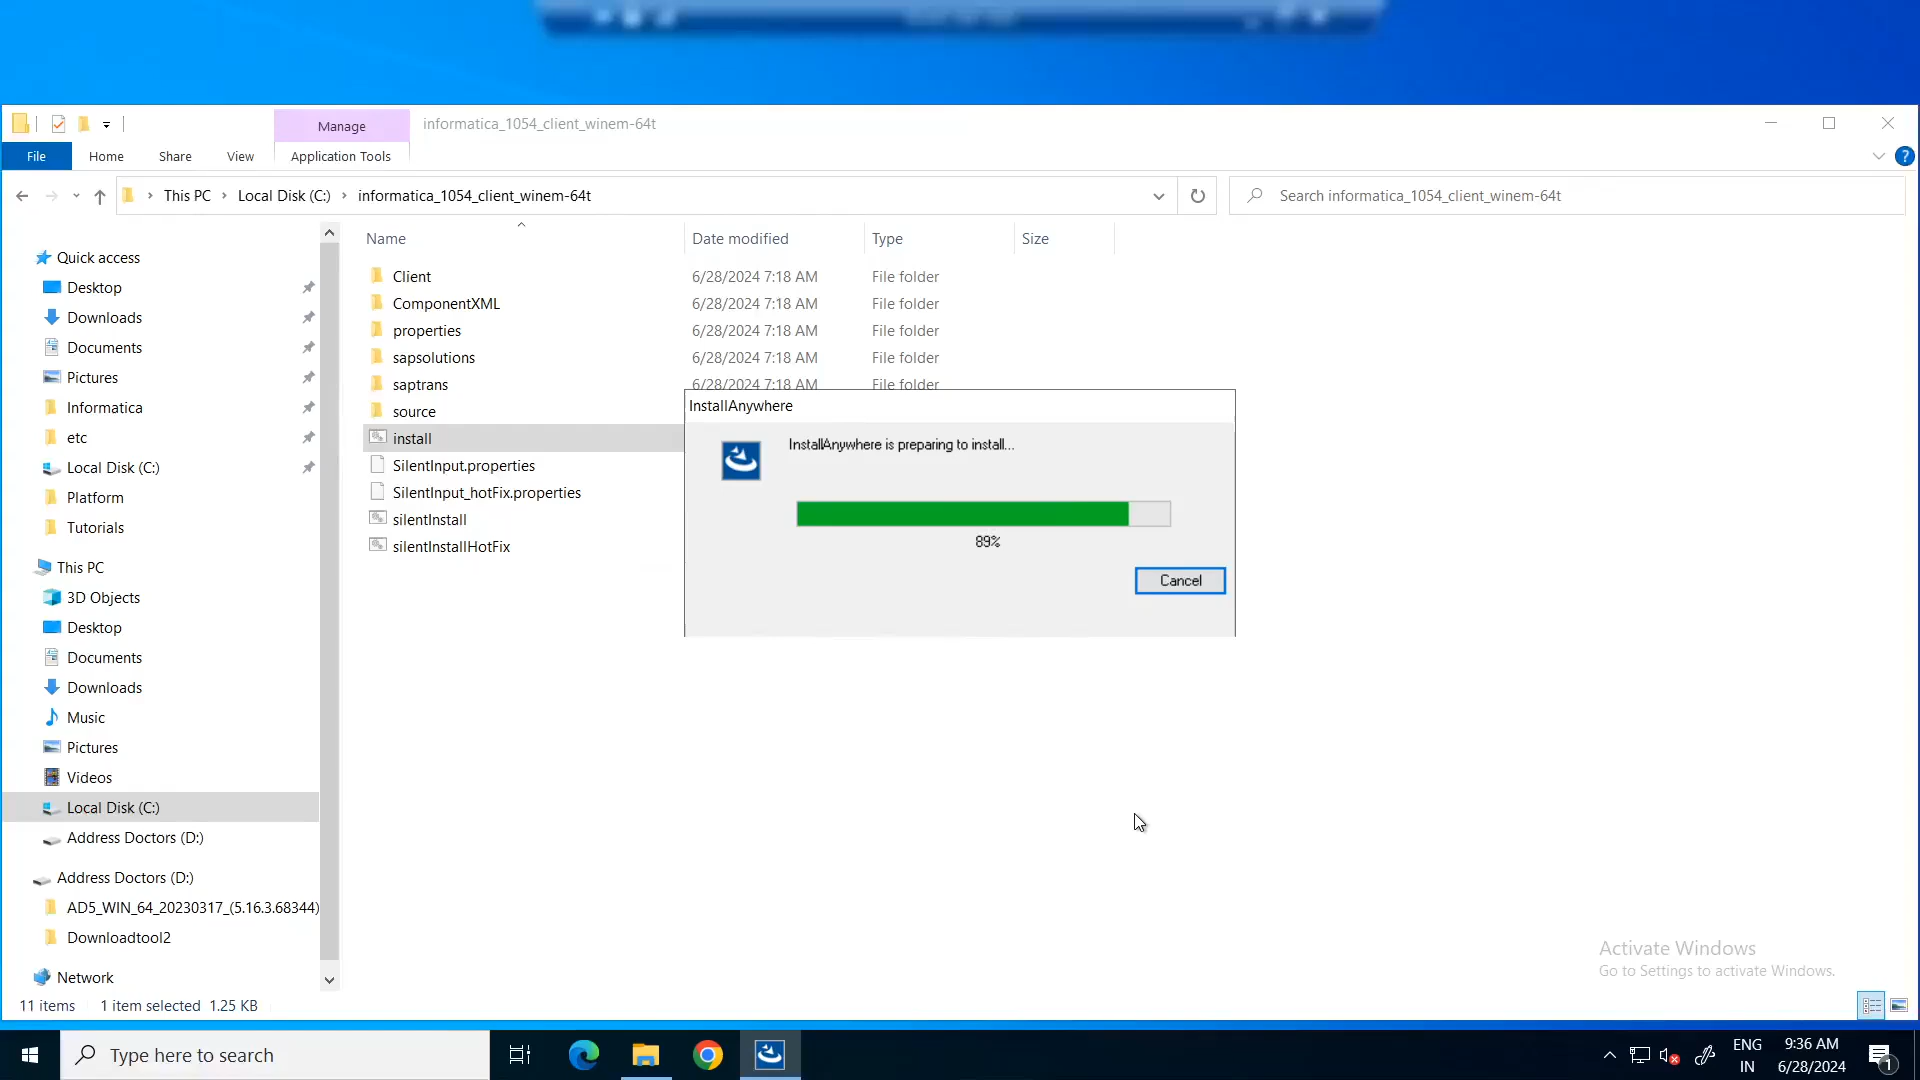 Manage
informatica_1054_client_winem-64t
File
Home
Share
View
Application Tools
This PC
Local Disk (C:)
informatica_1054_client_winem-64t
Search informatica_1054_client_winem-64t
Name
Date modified
Type
Size
Quick access
Desktop
Downloads
Documents
Pictures
Informatica
etc
Local Disk (C:)
Platform
Tutorials
This PC
3D Objects
Desktop
Documents
Downloads
Music
Pictures
Videos
Local Disk (C:)
Address Doctors (D:)
Address Doctors (D:)
AD5_WIN_64_20230317_(5.16.3.68344)
Downloadtool2
Network
Client 6/28/2024 7:18 AM File folder
ComponentXML 6/28/2024 7:18 AM File folder
properties 6/28/2024 7:18 AM File folder
sapsolutions 6/28/2024 7:18 AM File folder
saptrans 6/28/2024 7:18 AM File folder
source
install
SilentInput.properties
SilentInput_hotFix.properties
silentInstall
silentInstallHotFix
InstallAnywhere
InstallAnywhere is preparing to install...
89%
Cancel
Activate Windows
Go to Settings to activate Windows.
11 items 1 item selected 1.25 KB
Type here to search
ENG
IN
9:36 AM
6/28/2024
1